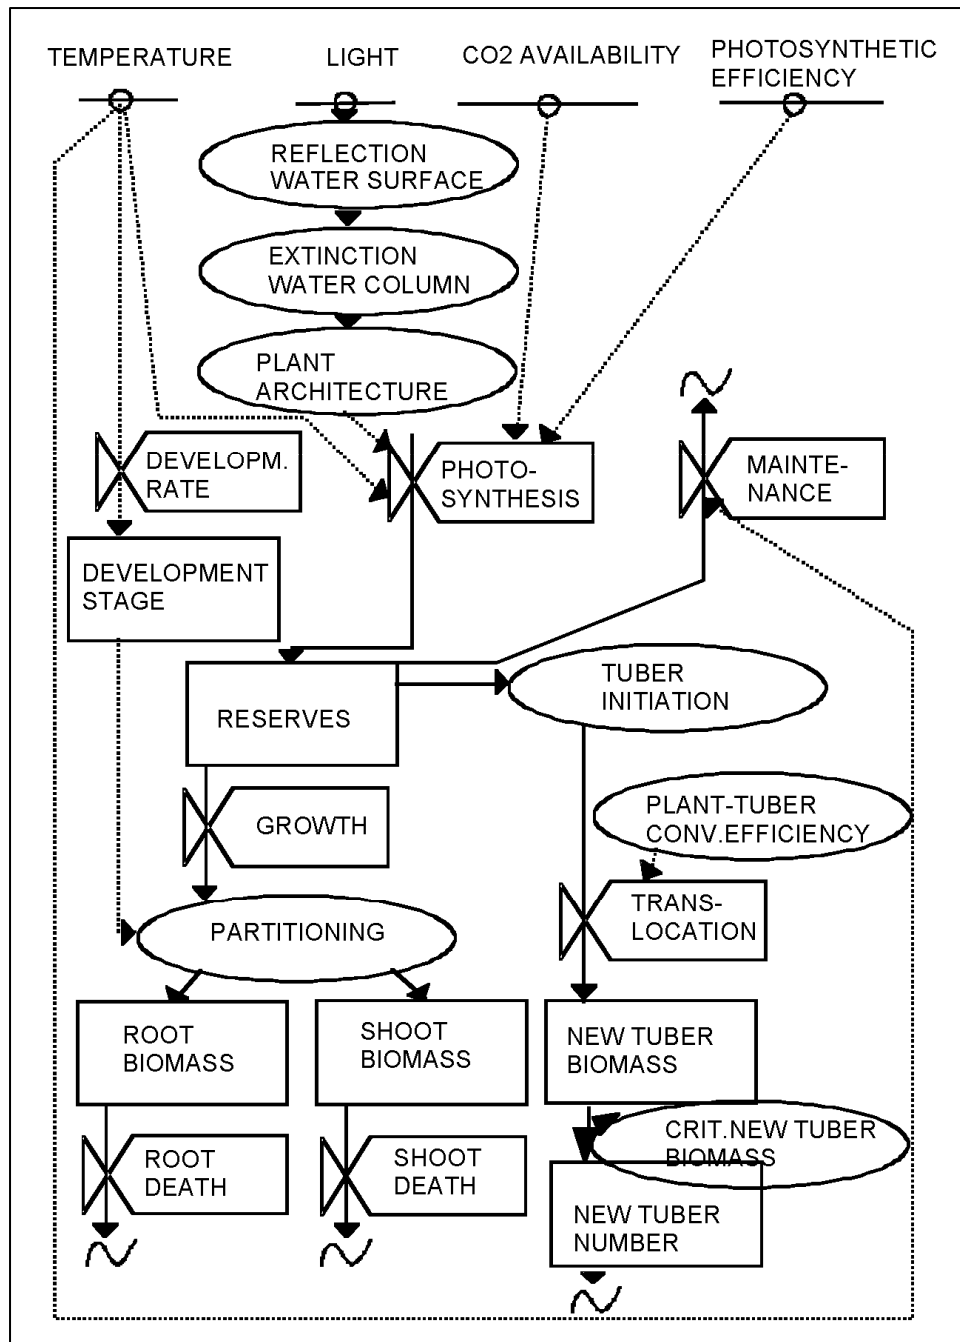 TEMPERATURE
LIGHT
CO2 AVAILABILITY
PHOTOSYNTHETIC
EFFICIENCY
REFLECTION
WATER SURFACE
EXTINCTION
WATER COLUMN
PLANT
ARCHITECTURE
DEVELOPM.
RATE
PHOTO-
SYNTHESIS
MAINTE-
NANCE
DEVELOPMENT
STAGE
RESERVES
TUBER
INITIATION
GROWTH
PLANT-TUBER
CONV.EFFICIENCY
PARTITIONING
TRANS-
LOCATION
ROOT
BIOMASS
SHOOT
BIOMASS
NEW TUBER
BIOMASS
ROOT
DEATH
SHOOT
DEATH
CRIT.NEW TUBER
BIOMASS
NEW TUBER
NUMBER